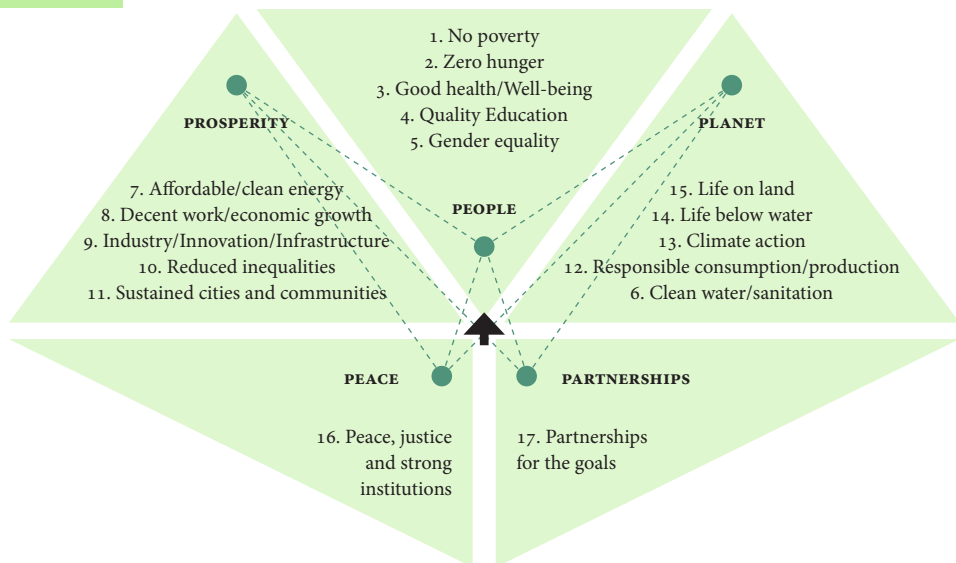 1. No poverty
2. Zero hunger
3. Good health/Well-being
4. Quality Education
5. Gender equality
PEOPLE
PROSPERITY
7. Affordable/clean energy
8. Decent work/economic growth
9. Industry/Innovation/Infrastructure
10. Reduced inequalities
11. Sustained cities and communities
PLANET
15. Life on land
14. Life below water
13. Climate action
12. Responsible consumption/production
6. Clean water/sanitation
PEACE
16. Peace, justice
and strong
institutions
PARTNERSHIPS
17. Partnerships
for the goals